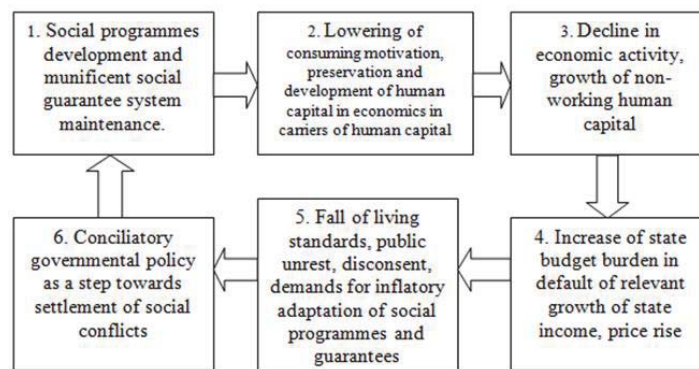 1. Social programmes
development and
munificent social
guarantee system
maintenance.
2. Lowering of
consuming motivation,
preservation and
development of human
capital in economics in
carriers of human capital
3. Decline in
economic activity,
growth of non-
working human
capital
4. Increase of state
budget burden in
default of relevant
growth of state
income, price rise
5. Fall of living
standards, public
unrest, disconsent,
demands for inflatory
adaptation of social
programmes and
guarantees
6. Conciliatory
governmental policy
as a step towards
settlement of social
conflicts